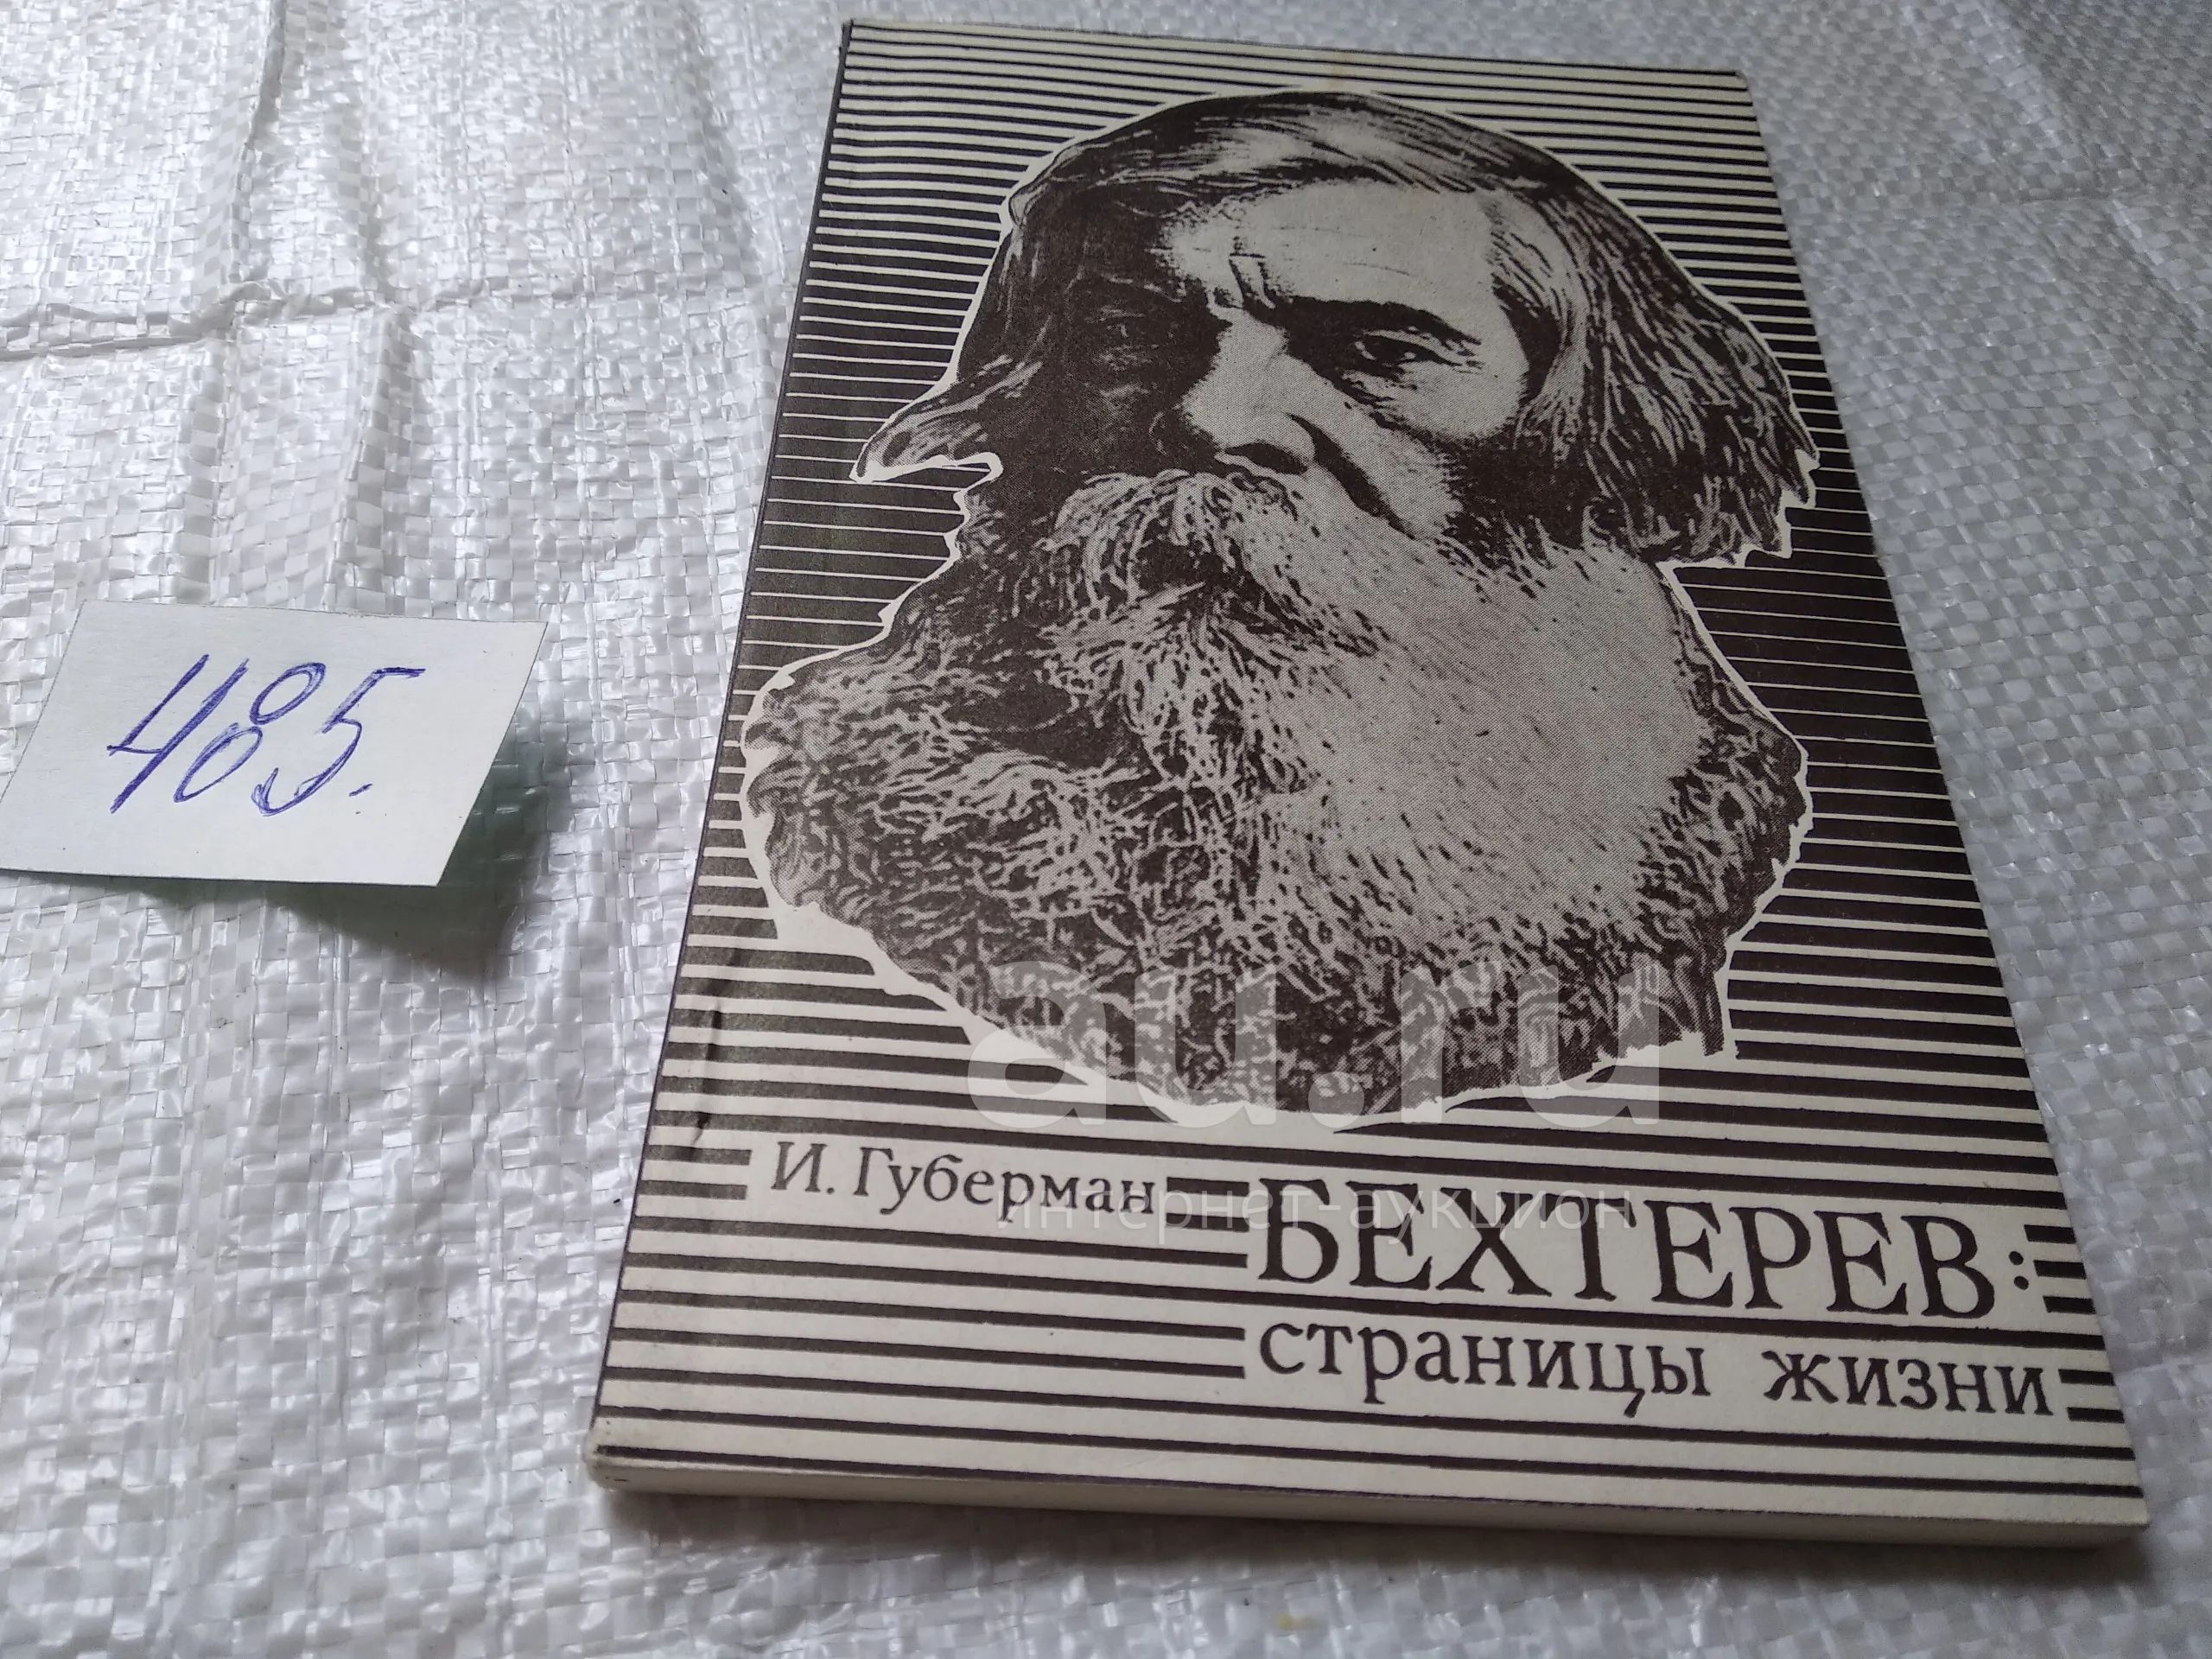 485.
И. Губерман
БЕХТЕРЕВ:
страницы жизни
au.ru
интернет-аукцион